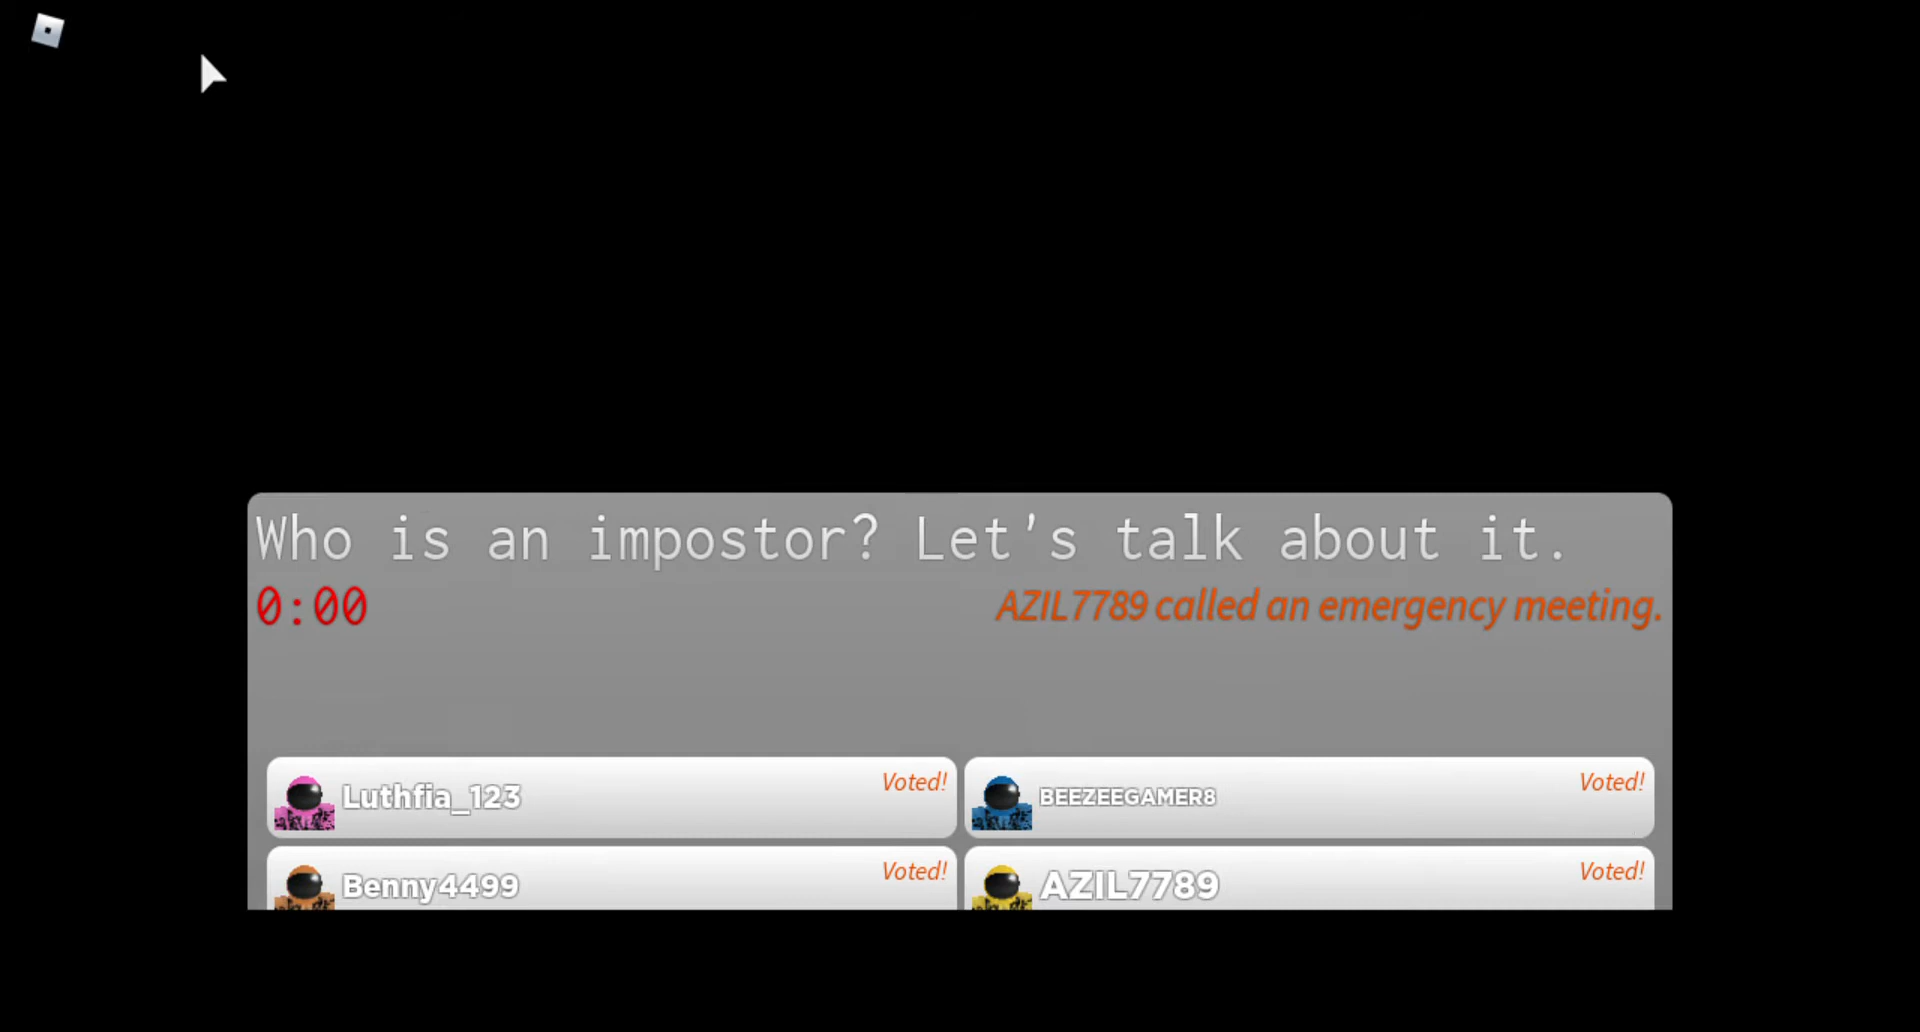 Who is an impostor? Let's talk about it.
0:00
AZIL7789 called an emergency meeting.
Luthfia_123
Voted!
BEEZEEGAMER8
Voted!
Benny4499
Voted!
AZIL7789
Voted!